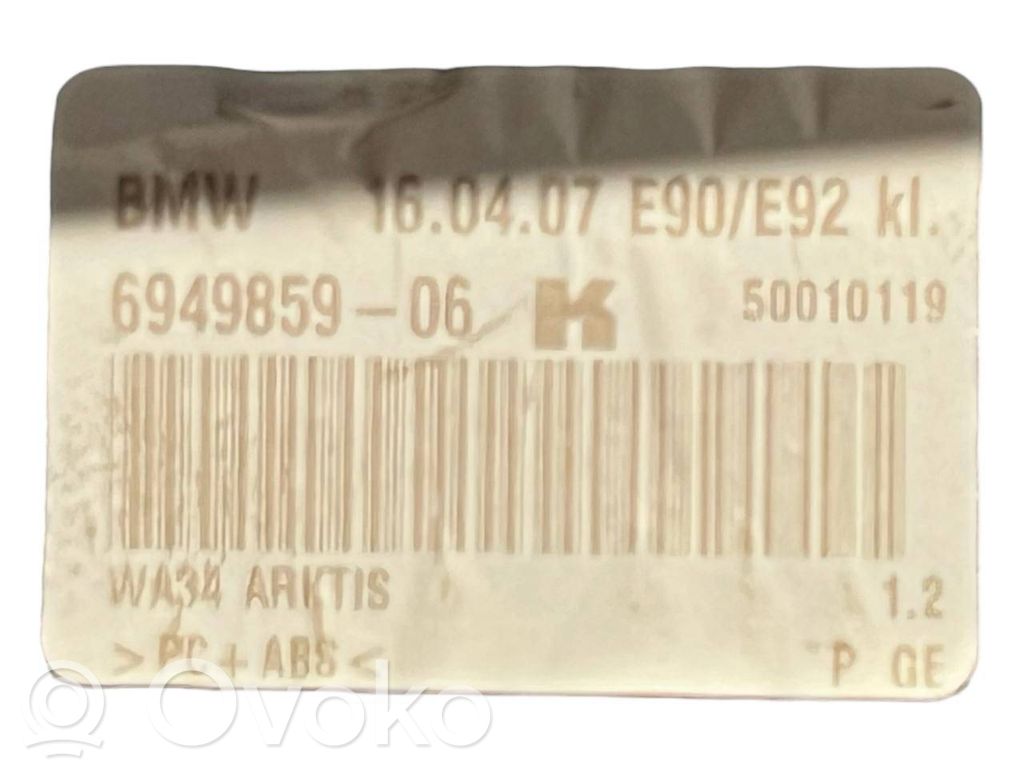 BMW 16.04.07 E90/E92 kl.
6949859-06 K 50010119
WA34 ARKTIS 1.2
>PC+ABS< P GE
Ovoko